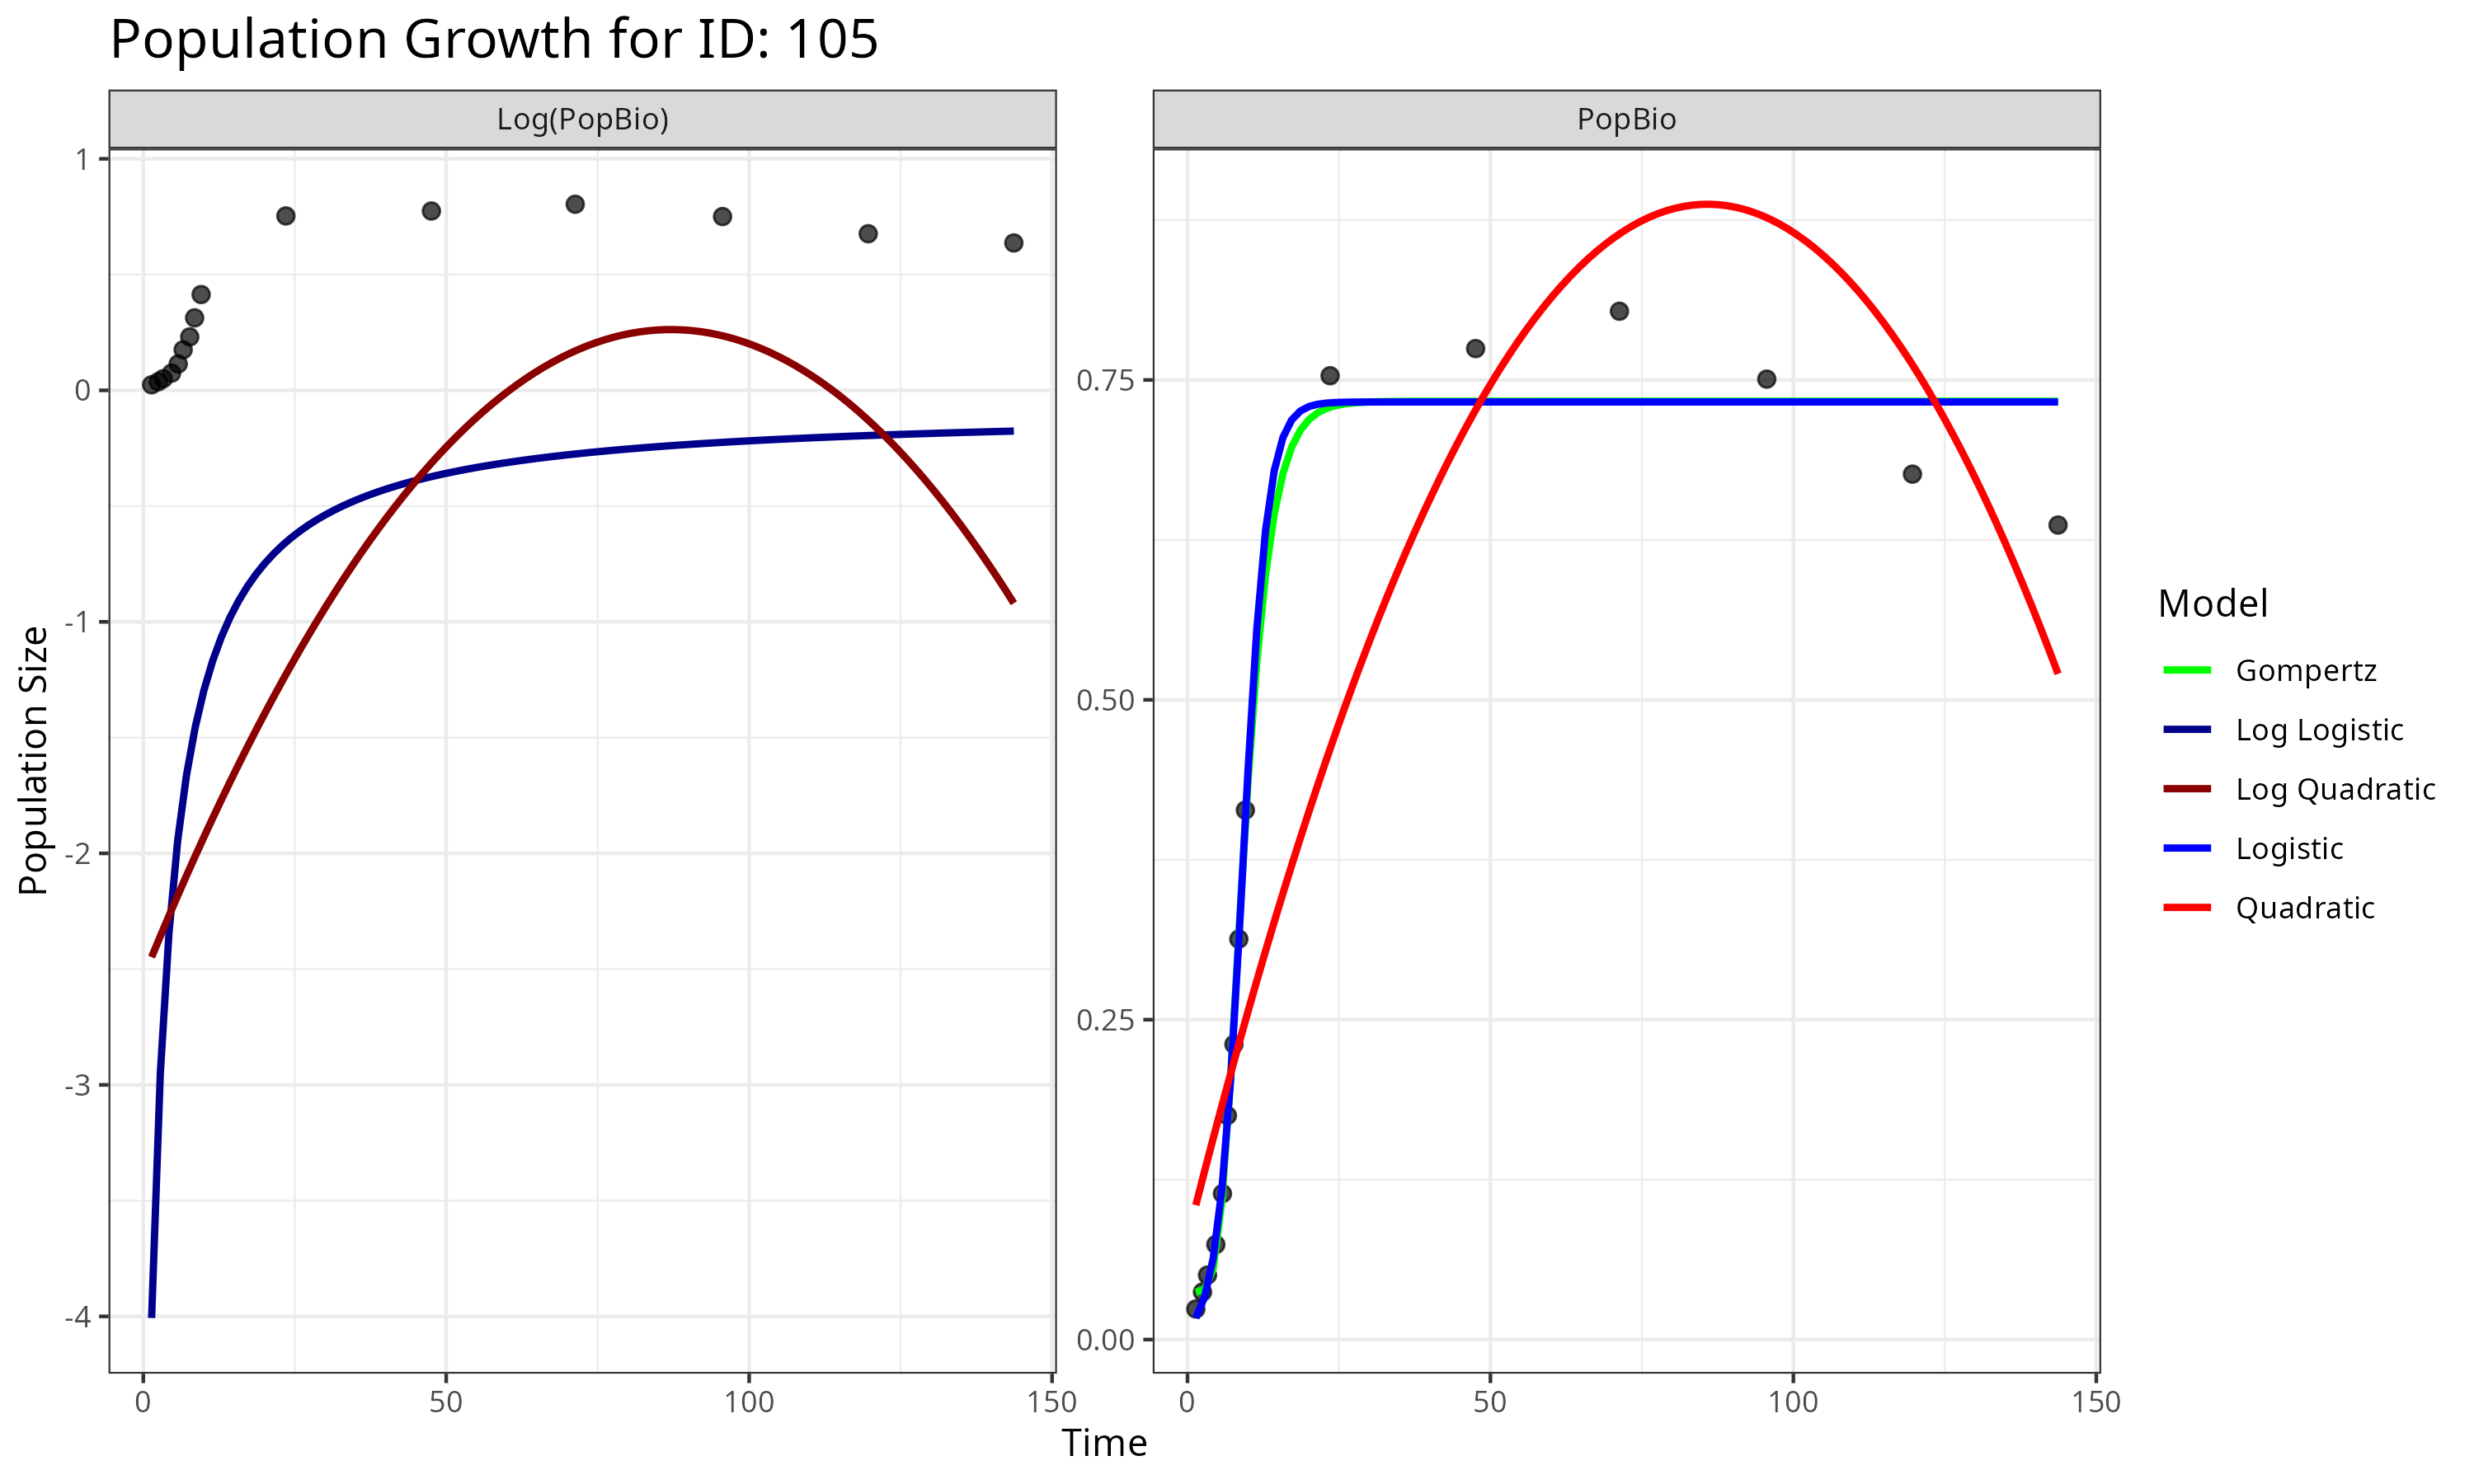 Population Growth for ID: 105
Log(PopBio)
PopBio
Population Size
1
0
-1
-2
-3
-4
0.75
0.50
0.25
0.00
0 50 100 150
0 50 100 150
Time
Model
Gompertz
Log Logistic
Log Quadratic
Logistic
Quadratic